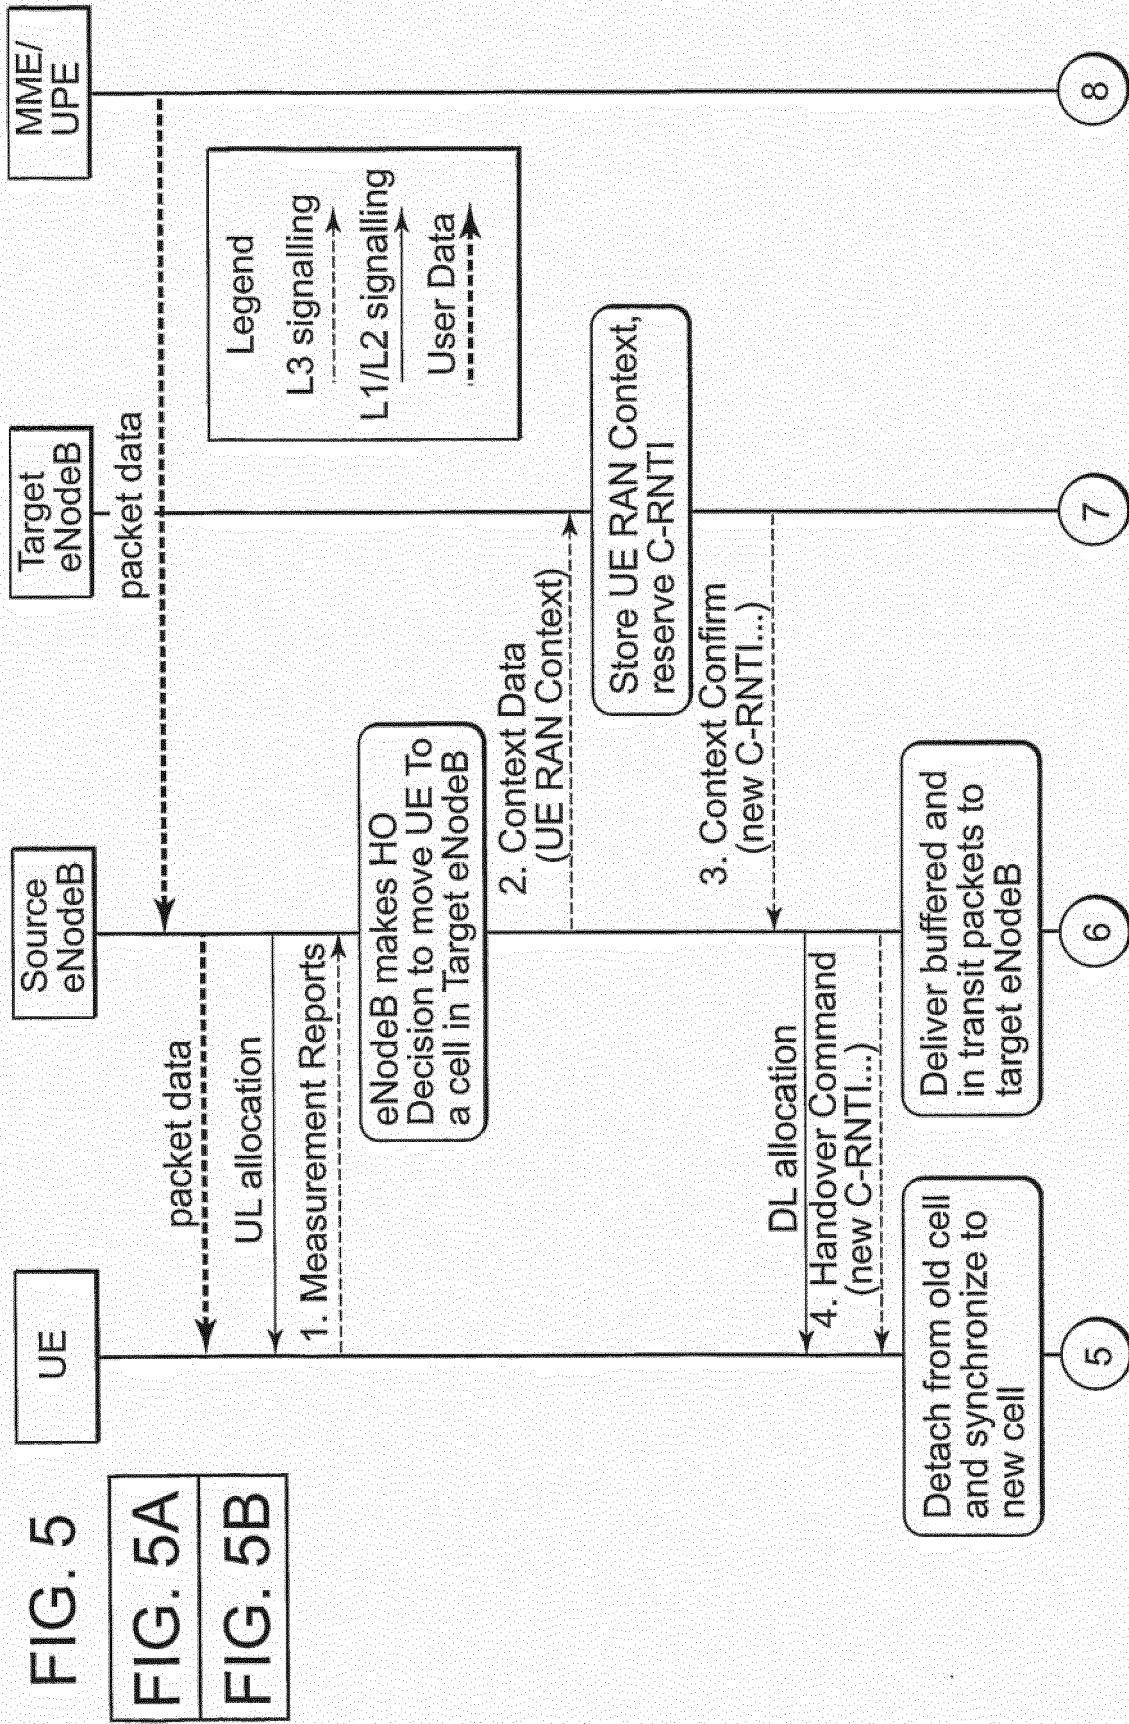 FIG. 5
FIG. 5A
FIG. 5B
UE
Source
eNodeB
Target
eNodeB
MME/
UPE
packet data
packet data
UL allocation
1. Measurement Reports
Legend
L3 signalling
L1/L2 signalling
User Data
eNodeB makes HO
Decision to move UE To
a cell in Target eNodeB
2. Context Data
(UE RAN Context)
Store UE RAN Context,
reserve C-RNTI
3. Context Confirm
(new C-RNTI...)
DL allocation
4. Handover Command
(new C-RNTI...)
Detach from old cell
and synchronize to
new cell
Deliver buffered and
in transit packets to
target eNodeB
5
6
7
8